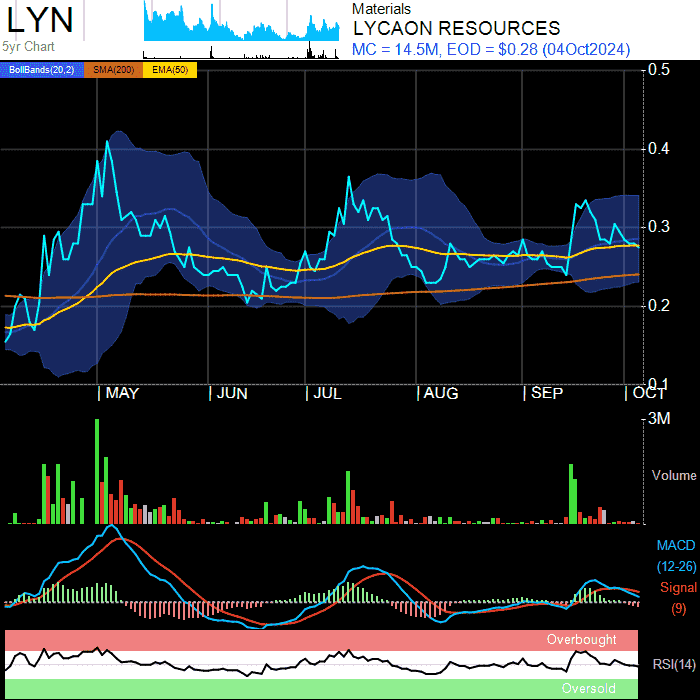 LYN
5yr Chart
Materials
LYCAON RESOURCES
MC = 14.5M, EOD = $0.28 (04Oct2024)
BollBands(20,2) SMA(200) EMA(50)
0.5
0.4
0.3
0.2
0.1
MAY JUN JUL AUG SEP OCT
3M
Volume
MACD
(12-26)
Signal
(9)
Overbought
RSI(14)
Oversold